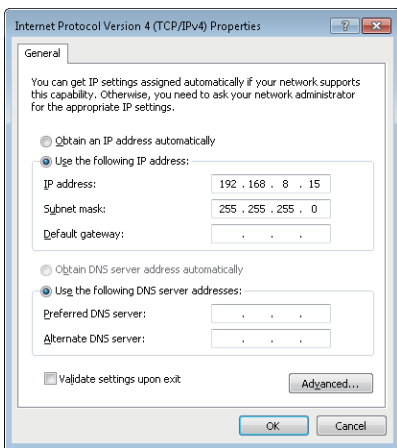 Internet Protocol Version 4 (TCP/IPv4) Properties
General
You can get IP settings assigned automatically if your network supports
this capability. Otherwise, you need to ask your network administrator
for the appropriate IP settings.
Obtain an IP address automatically
Use the following IP address:
IP address: 192 . 168 . 8 . 15
Subnet mask: 255 . 255 . 255 . 0
Default gateway: . . .
Obtain DNS server address automatically
Use the following DNS server addresses:
Preferred DNS server: . . .
Alternate DNS server: . . .
Validate settings upon exit
Advanced...
OK Cancel